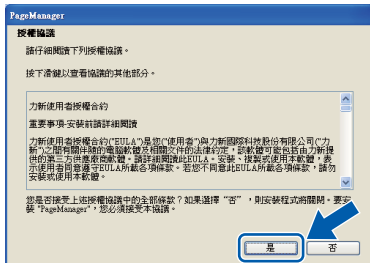 PageManager
授權協議
請仔細閱讀下列授權協議。
按下滑鍵以查看協議的其他部分。
力新使用者授權合約
重要事項-安裝前請詳細閱讀
力新使用者授權合約("EULA")是您("使用者")與力新國際科技股份有限公司("力
新")之間有關伴隨的電腦軟體及相關文件的法律約定，該軟體可能包括由力新提
供的第三方供應廠商軟體。請詳細閱讀此EULA。安裝、複製或使用本軟體，表
示使用者同意遵守EULA所載各項條款。若您不同意此EULA所載各項條款，請勿
安裝或使用本軟體。
您是否接受上述授權協議中的全部條款？如果選擇 "否" ，則安裝程式將關閉。要安
裝 "PageManager"，您必須接受本協議。
是
否